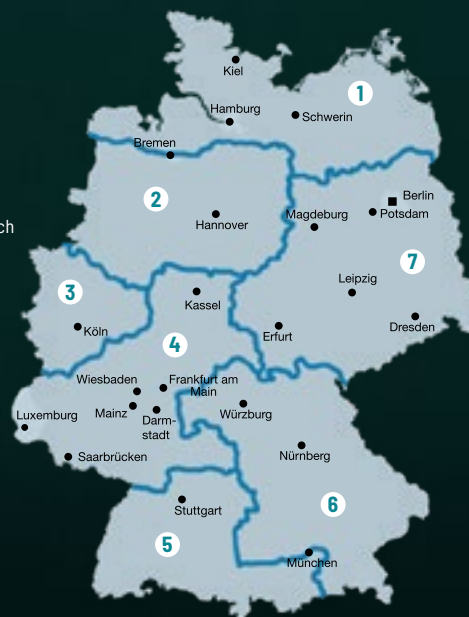 Kiel
1
Hamburg
Schwerin
Bremen
2
Berlin
Magdeburg
Potsdam
Hannover
ch
7
3
Leipzig
Kassel
Köln
Erfurt
Dresden
4
Wiesbaden
Frankfurt am
Main
Mainz
Darm-
stadt
Würzburg
Luxemburg
Saarbrücken
Nürnberg
Stuttgart
6
5
München